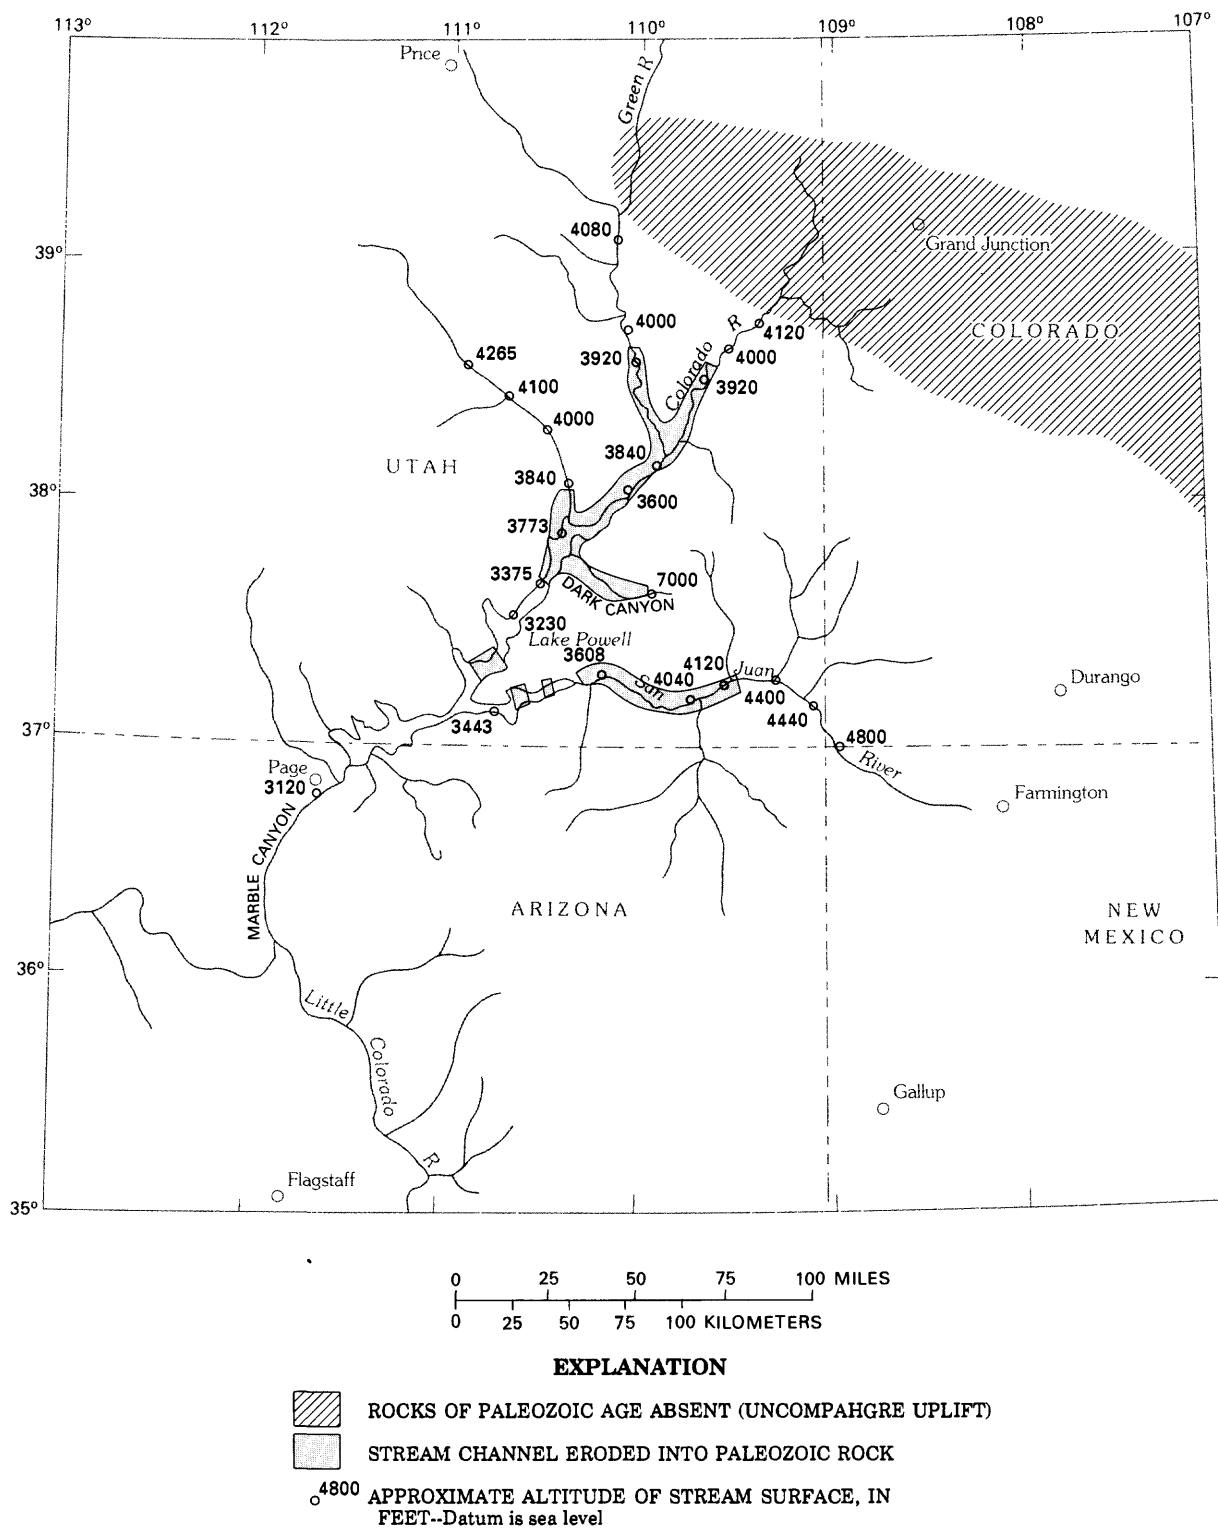 113° 112° 111° 110° 109° 108° 107°
Price
Green R
39°
4080
Grand Junction
COLORADO
4000
Colorado R
4120
4265
3920
4000
4100
3920
4000
UTAH
3840
38°
3840
3600
3773
3375
7000
DARK CANYON
3230
Lake Powell
3608
4120
San Juan River
4040
4400
Durango
4440
3443
37°
4800
Page
3120
Farmington
MARBLE CANYON
ARIZONA
NEW
MEXICO
36°
Little Colorado R
Gallup
Flagstaff
35°
0 25 50 75 100 MILES
0 25 50 75 100 KILOMETERS
EXPLANATION
ROCKS OF PALEOZOIC AGE ABSENT (UNCOMPAHGRE UPLIFT)
STREAM CHANNEL ERODED INTO PALEOZOIC ROCK
4800 APPROXIMATE ALTITUDE OF STREAM SURFACE, IN
FEET--Datum is sea level